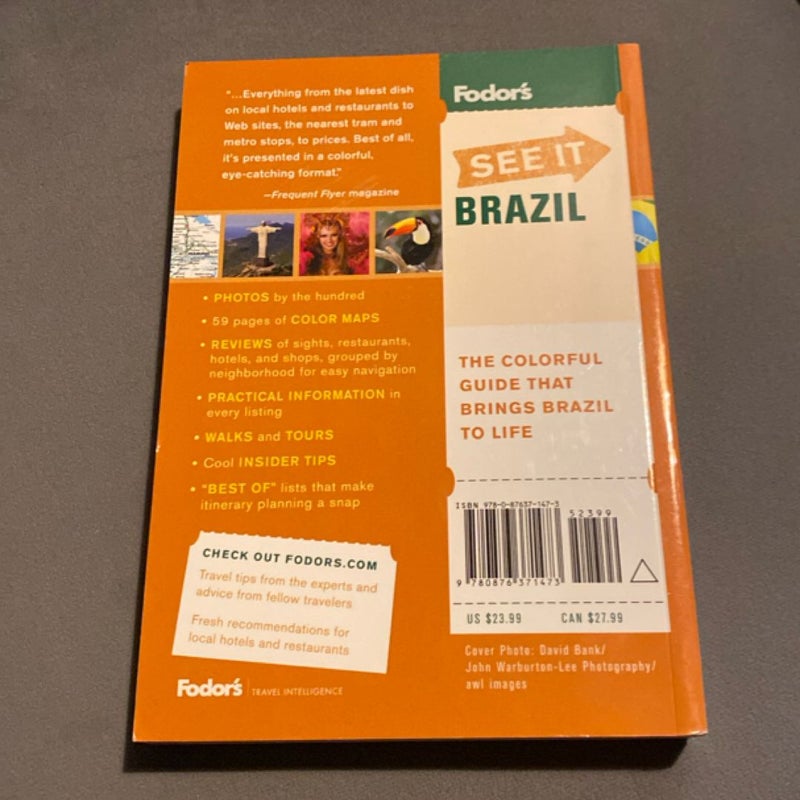 "...Everything from the latest dish
on local hotels and restaurants to
Web sites, the nearest tram and
metro stops, to prices. Best of all,
it's presented in a colorful,
eye-catching format."
—Frequent Flyer magazine
• PHOTOS by the hundred
• 59 pages of COLOR MAPS
• REVIEWS of sights, restaurants,
hotels, and shops, grouped by
neighborhood for easy navigation
• PRACTICAL INFORMATION in
every listing
• WALKS and TOURS
• Cool INSIDER TIPS
• "BEST OF" lists that make
itinerary planning a snap
CHECK OUT FODORS.COM
Travel tips from the experts and
advice from fellow travelers
Fresh recommendations for
local hotels and restaurants
Fodor's TRAVEL INTELLIGENCE
Fodor's
SEE IT
BRAZIL
THE COLORFUL
GUIDE THAT
BRINGS BRAZIL
TO LIFE
ISBN 978-0-87637-147-3
52399
9 780876 371473
US $23.99 CAN $27.99
Cover Photo: David Bank/
John Warburton-Lee Photography/
awl images